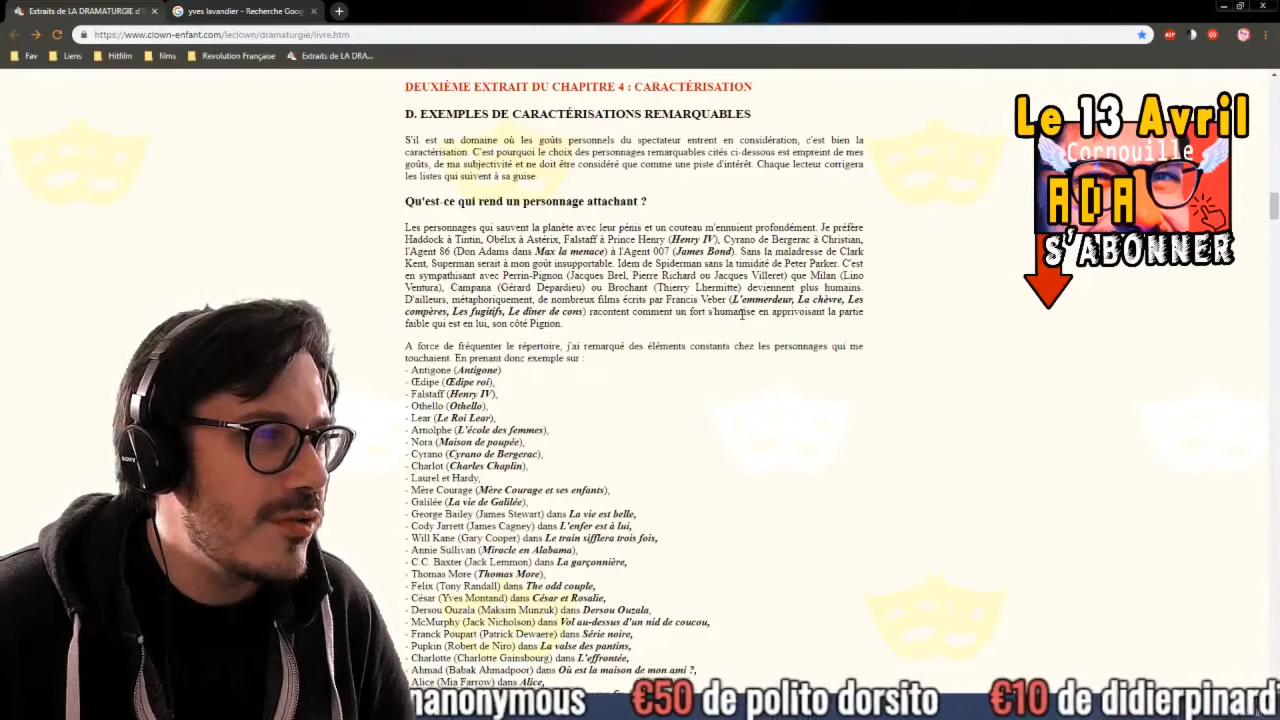 Extraits de LA DRAMATURGIE d'Y
yves lavandier - Recherche Goog
https://www.clown-enfant.com/leclown/dramaturgie/livre.htm
Fav
Liens
Hitfilm
films
Revolution Française
Extraits de LA DRA...
DEUXIÈME EXTRAIT DU CHAPITRE 4 : CARACTÉRISATION
D. EXEMPLES DE CARACTÉRISATIONS REMARQUABLES
S'il est un domaine où les goûts personnels du spectateur entrent en considération, c'est bien la
caractérisation. C'est pourquoi le choix des personnages remarquables cités ci-dessous est empreint de mes
goûts, de ma subjectivité et ne doit être considéré que comme une piste d'intérêt. Chaque lecteur corrigera
les listes qui suivent à sa guise.
Qu'est-ce qui rend un personnage attachant ?
Les personnages qui sauvent la planète avec leur pénis et un couteau m'ennuient profondément. Je préfère
Haddock à Tintin, Obélix à Astérix, Falstaff à Prince Henry (Henry IV), Cyrano de Bergerac à Christian,
l'Agent 86 (Don Adams dans Max la menace) à l'Agent 007 (James Bond). Sans la maladresse de Clark
Kent, Superman serait à mon goût insupportable. Idem de Spiderman sans la timidité de Peter Parker. C'est
en sympathisant avec Perrin-Pignon (Jacques Brel, Pierre Richard ou Jacques Villeret) que Milan (Lino
Ventura), Campana (Gérard Depardieu) ou Brochant (Thierry Lhermitte) deviennent plus humains.
D'ailleurs, métaphoriquement, de nombreux films écrits par Francis Veber (L'emmerdeur, La chèvre, Les
compères, Les fugitifs, Le dîner de cons) racontent comment un fort s'humanise en apprivoisant la partie
faible qui est en lui, son côté Pignon.
A force de fréquenter le répertoire, j'ai remarqué des éléments constants chez les personnages qui me
touchaient. En prenant donc exemple sur :
- Antigone (Antigone)
- Œdipe (Œdipe roi),
- Falstaff (Henry IV),
- Othello (Othello),
- Lear (Le Roi Lear),
- Arnolphe (L'école des femmes),
- Nora (Maison de poupée),
- Cyrano (Cyrano de Bergerac),
- Charlot (Charles Chaplin),
- Laurel et Hardy,
- Mère Courage (Mère Courage et ses enfants),
- Galilée (La vie de Galilée),
- George Bailey (James Stewart) dans La vie est belle,
- Cody Jarrett (James Cagney) dans L'enfer est à lui,
- Will Kane (Gary Cooper) dans Le train sifflera trois fois,
- Annie Sullivan (Miracle en Alabama),
- C.C. Baxter (Jack Lemmon) dans La garçonnière,
- Thomas More (Thomas More),
- Felix (Tony Randall) dans The odd couple,
- César (Yves Montand) dans César et Rosalie,
- Dersou Ouzala (Maksim Munzuk) dans Dersou Ouzala,
- McMurphy (Jack Nicholson) dans Vol au-dessus d'un nid de coucou,
- Franck Poupart (Patrick Dewaere) dans Série noire,
- Pupkin (Robert de Niro) dans La valse des pantins,
- Charlotte (Charlotte Gainsbourg) dans L'effrontée,
- Ahmad (Babak Ahmadpoor) dans Où est la maison de mon ami ?,
- Alice (Mia Farrow) dans Alice,
Le 13 Avril
Cornouille
ADA
S'ABONNER
SONY
manonymous €50 de polito dorsito €10 de didierpinard